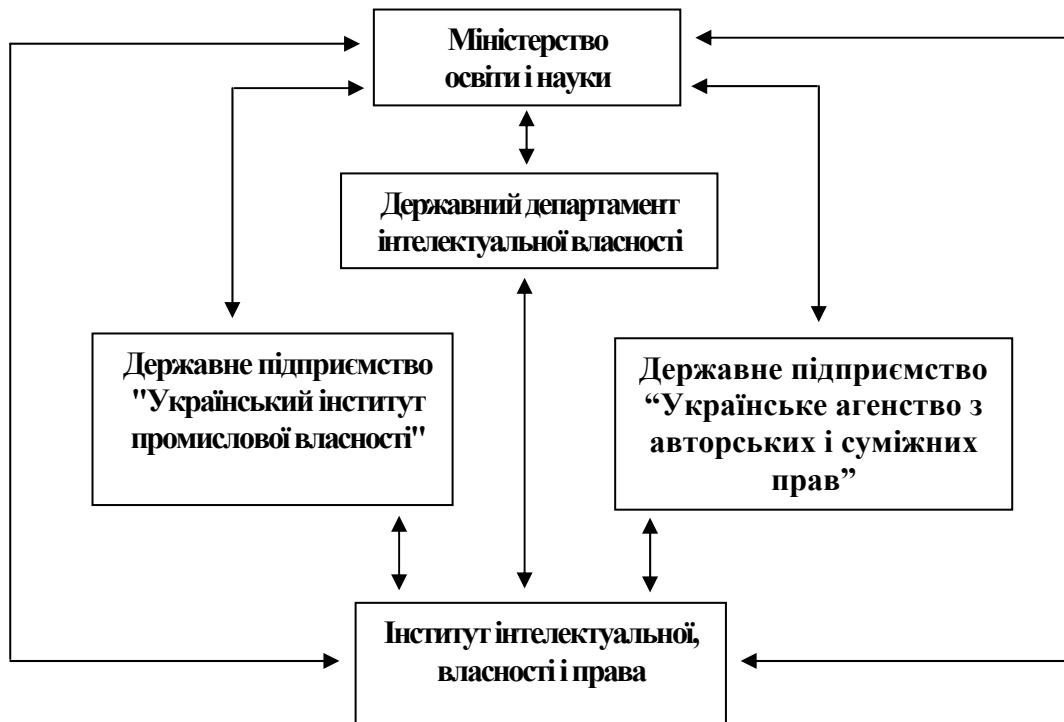 Міністерство
освіти і науки
Державний департамент
інтелектуальної власності
Державне підприємство
"Український інститут
промислової власності"
Державне підприємство
“Українське агенство з
авторських і суміжних
прав”
Інститут інтелектуальної,
власності і права